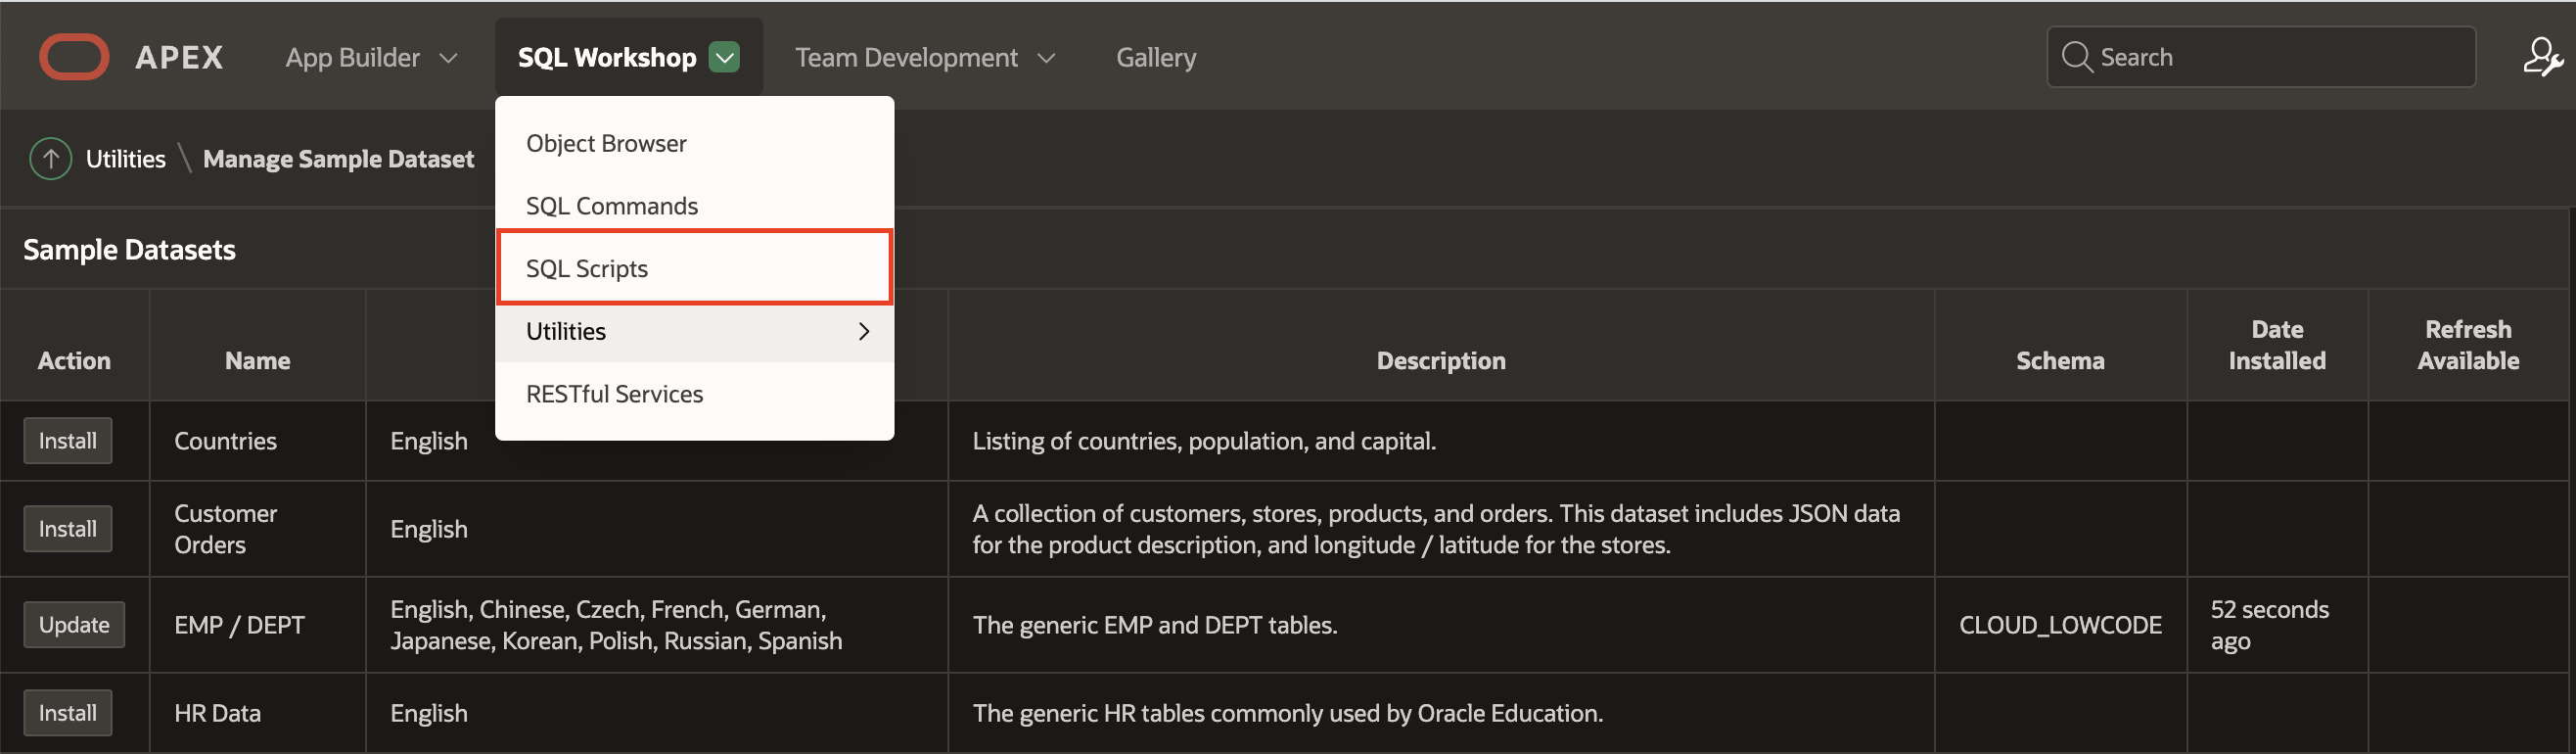 APEX App Builder SQL Workshop Team Development Gallery Search
Utilities \ Manage Sample Dataset
Object Browser
SQL Commands
SQL Scripts
Utilities
RESTful Services
Sample Datasets
Action Name Description Schema Date Installed Refresh Available
Install Countries English Listing of countries, population, and capital.
Install Customer Orders English A collection of customers, stores, products, and orders. This dataset includes JSON data
for the product description, and longitude / latitude for the stores.
Update EMP / DEPT English, Chinese, Czech, French, German,
Japanese, Korean, Polish, Russian, Spanish The generic EMP and DEPT tables. CLOUD_LOWCODE 52 seconds ago
Install HR Data English The generic HR tables commonly used by Oracle Education.